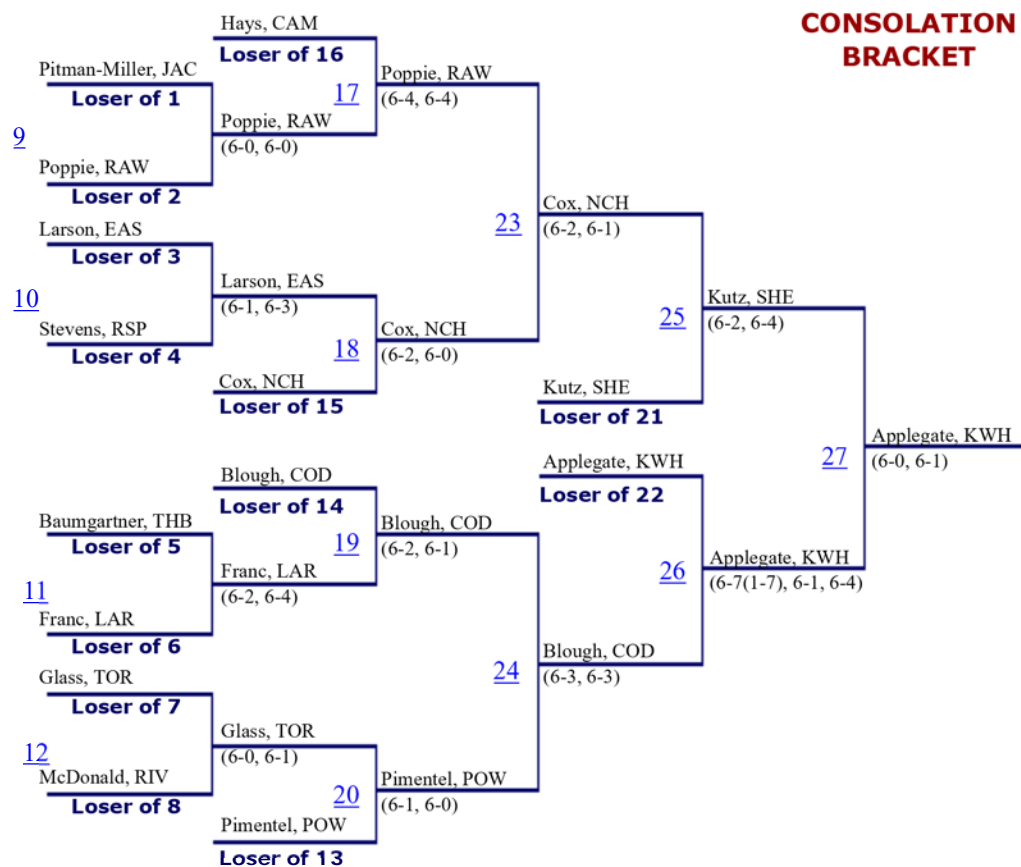 CONSOLATION
BRACKET
Hays, CAM
Loser of 16
Pitman-Miller, JAC
Loser of 1
17
Poppie, RAW
(6-4, 6-4)
9
Poppie, RAW
(6-0, 6-0)
Poppie, RAW
Loser of 2
23
Cox, NCH
(6-2, 6-1)
Larson, EAS
Loser of 3
10
Larson, EAS
(6-1, 6-3)
Stevens, RSP
Loser of 4
18
Cox, NCH
(6-2, 6-0)
Cox, NCH
Loser of 15
25
Kutz, SHE
(6-2, 6-4)
Kutz, SHE
Loser of 21
27
Applegate, KWH
(6-0, 6-1)
Applegate, KWH
Loser of 22
Blough, COD
Loser of 14
Baumgartner, THB
Loser of 5
19
Blough, COD
(6-2, 6-1)
11
Franc, LAR
(6-2, 6-4)
Franc, LAR
Loser of 6
26
Applegate, KWH
(6-7(1-7), 6-1, 6-4)
24
Blough, COD
(6-3, 6-3)
Glass, TOR
Loser of 7
12
Glass, TOR
(6-0, 6-1)
McDonald, RIV
Loser of 8
20
Pimentel, POW
(6-1, 6-0)
Pimentel, POW
Loser of 13